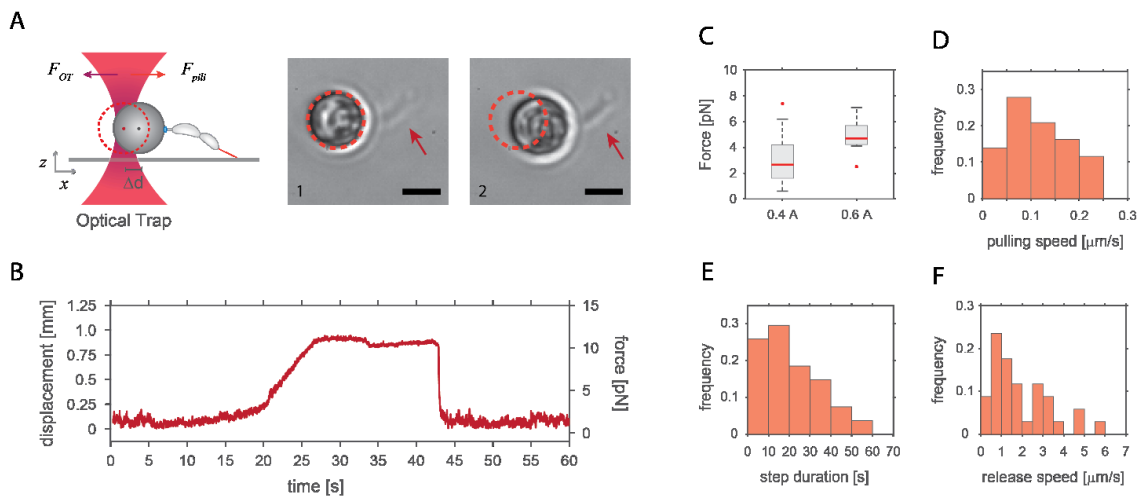 A
F_OT
F_pili
z
x
Δd
Optical Trap
1
2
B
1.25
1.0
0.75
0.5
0.25
0
displacement [mm]
15
10
5
0
force [pN]
0 5 10 15 20 25 30 35 40 45 50 55 60
time [s]
C
10
8
6
4
2
0
Force [pN]
0.4 A
0.6 A
D
0.3
0.2
0.1
frequency
0 0.1 0.2 0.3
pulling speed [μm/s]
E
0.3
0.2
0.1
0
frequency
0 10 20 30 40 50 60 70
step duration [s]
F
0.3
0.2
0.1
0
frequency
0 1 2 3 4 5 6 7
release speed [μm/s]